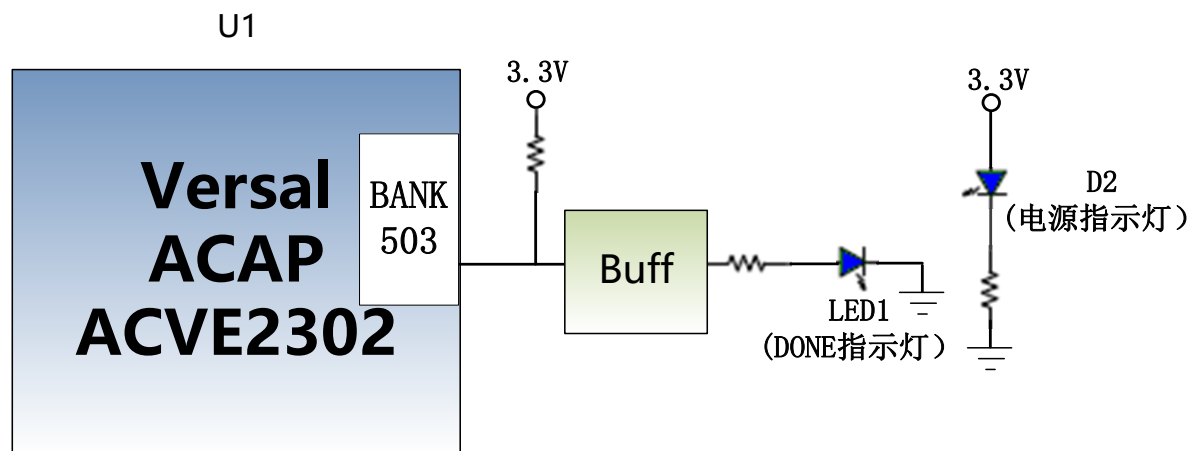 U1
Versal
ACAP
ACVE2302
BANK
503
3.3V
Buff
LED1
(DONE指示灯）
3.3V
D2
（电源指示灯）